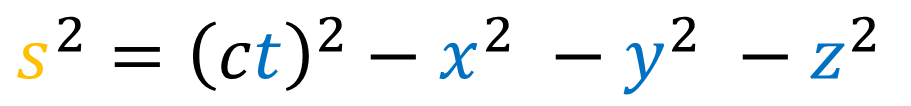 s² = (ct)² − x² − y² − z²